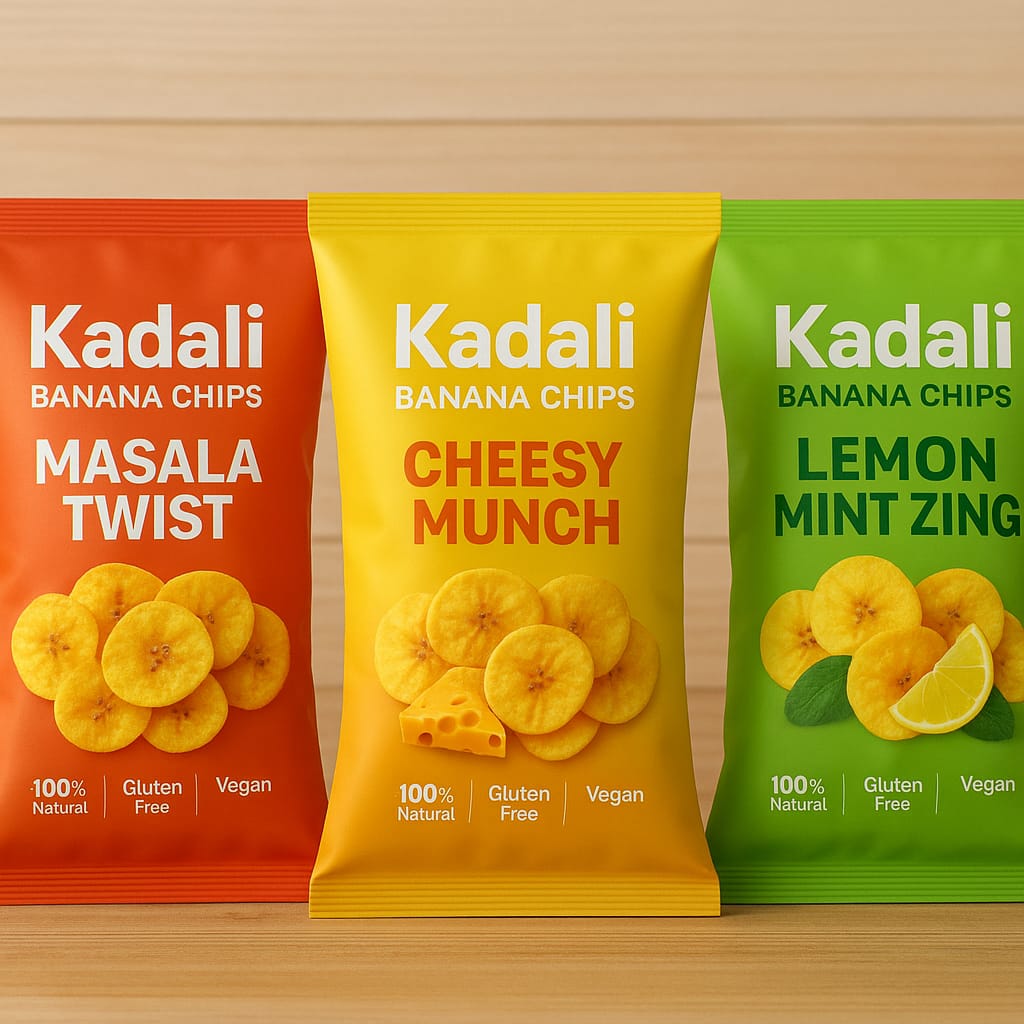 Kadali
BANANA CHIPS
MASALA
TWIST
·100%
Natural
Gluten
Free
Vegan
Kadali
BANANA CHIPS
CHEESY
MUNCH
100%
Natural
Gluten
Free
Vegan
Kadali
BANANA CHIPS
LEMON
MINT ZING
100%
Natural
Gluten
Free
Vegan